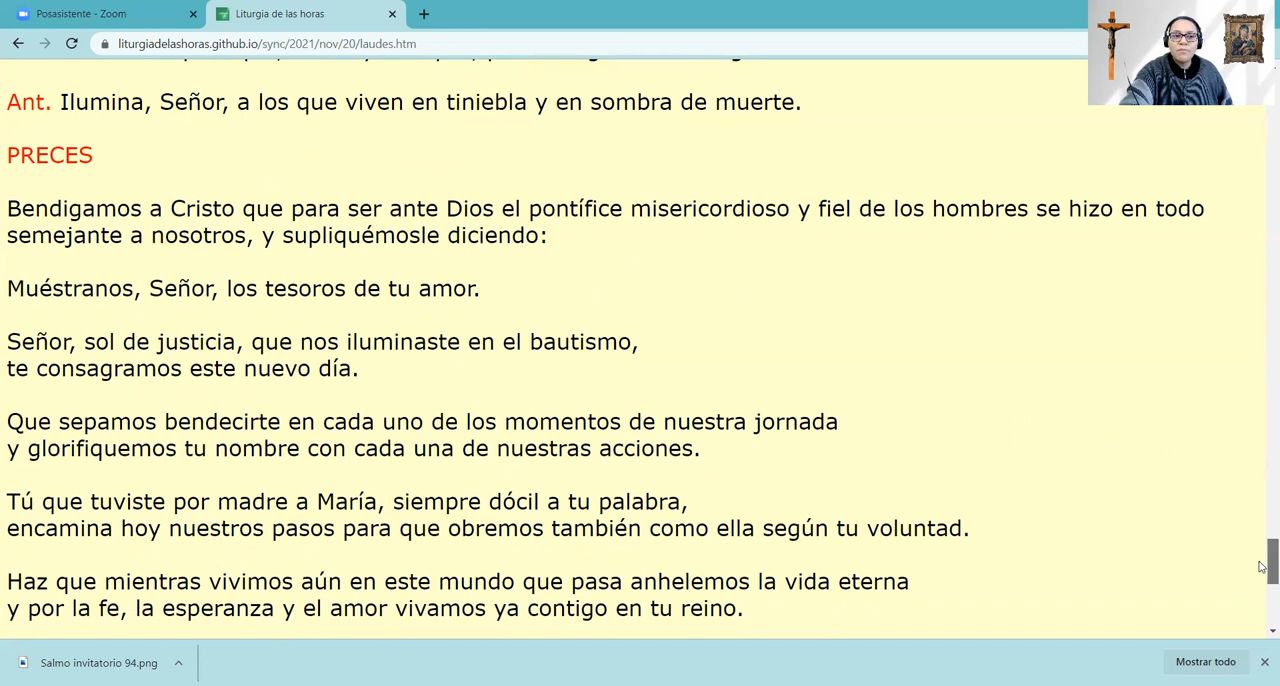 Posasistente - Zoom
Liturgia de las horas
liturgiadelashoras.github.io/sync/2021/nov/20/laudes.htm
Ant. Ilumina, Señor, a los que viven en tiniebla y en sombra de muerte.
PRECES
Bendigamos a Cristo que para ser ante Dios el pontífice misericordioso y fiel de los hombres se hizo en todo
semejante a nosotros, y supliquémosle diciendo:
Muéstranos, Señor, los tesoros de tu amor.
Señor, sol de justicia, que nos iluminaste en el bautismo,
te consagramos este nuevo día.
Que sepamos bendecirte en cada uno de los momentos de nuestra jornada
y glorifiquemos tu nombre con cada una de nuestras acciones.
Tú que tuviste por madre a María, siempre dócil a tu palabra,
encamina hoy nuestros pasos para que obremos también como ella según tu voluntad.
Haz que mientras vivimos aún en este mundo que pasa anhelemos la vida eterna
y por la fe, la esperanza y el amor vivamos ya contigo en tu reino.
Salmo invitatorio 94.png
Mostrar todo